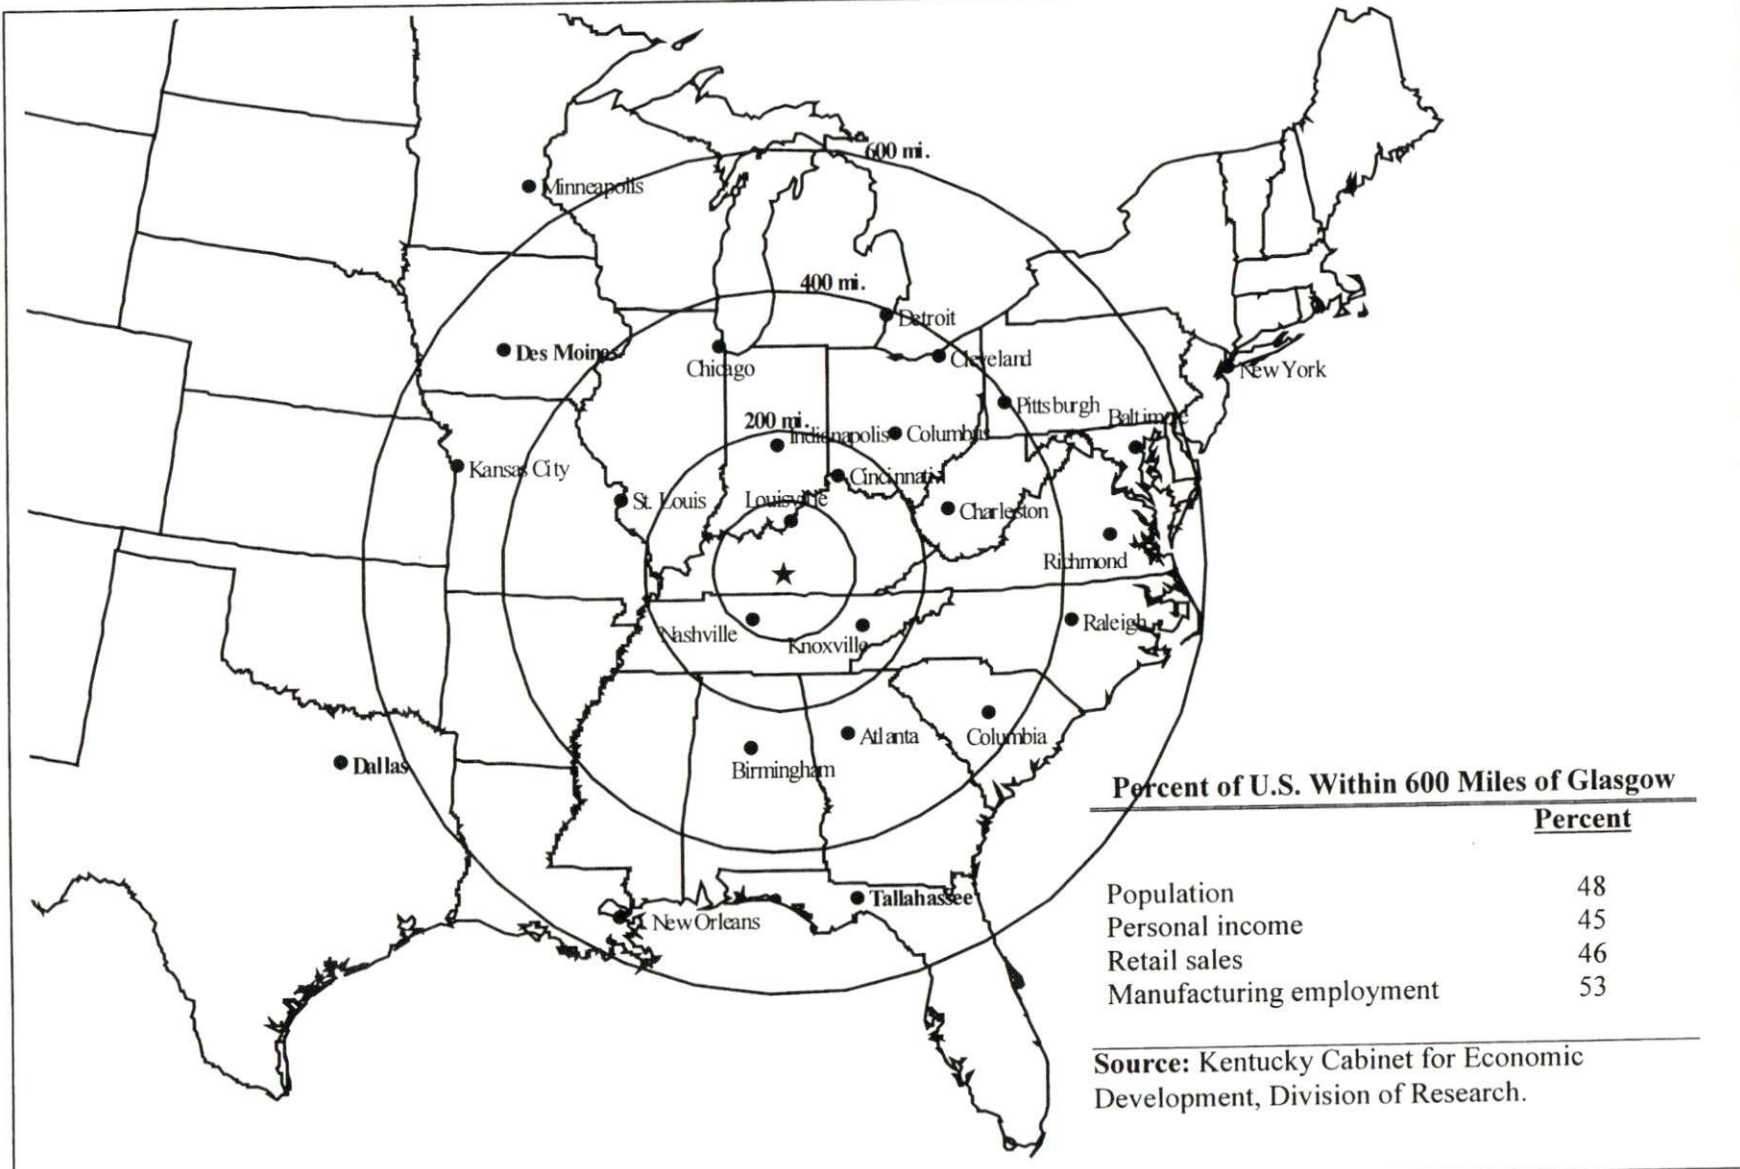 600 mi.
Minneapolis
400 mi.
Detroit
Des Moines
Cleveland
Chicago
New York
Pittsburgh
Baltimore
200 mi.
Indianapolis
Columbus
Kansas City
Cincinnati
St. Louis
Louisville
Charleston
Richmond
Nashville
Knoxville
Raleigh
Atlanta
Columbia
Birmingham
Dallas
Tallahassee
New Orleans
Percent of U.S. Within 600 Miles of Glasgow
Percent
Population 48
Personal income 45
Retail sales 46
Manufacturing employment 53
Source: Kentucky Cabinet for Economic
Development, Division of Research.